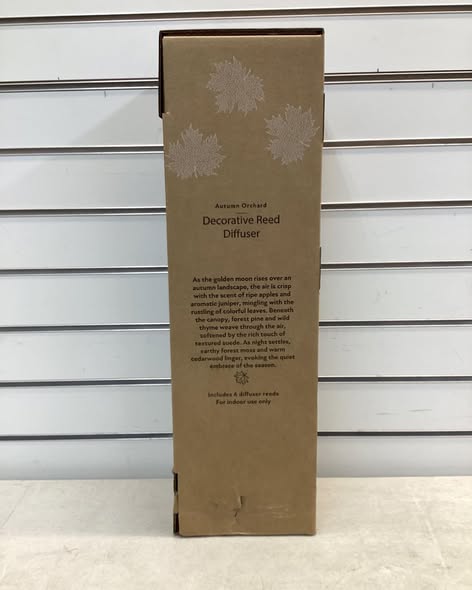 Autumn Orchard
Decorative Reed
Diffuser
As the golden moon rises over an
autumn landscape, the air is crisp
with the scent of ripe apples and
aromatic juniper, mingling with the
rustling of colorful leaves. Beneath
the canopy, forest pine and wild
thyme weave through the air,
softened by the rich touch of
textured suede. As night settles,
earthy forest moss and warm
cedarwood linger, evoking the quiet
embrace of the season.
Includes 6 diffuser reeds
For indoor use only